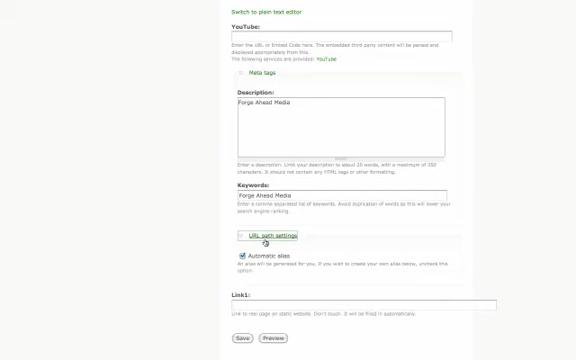 Switch to plain text editor
YouTube:
Enter the URL or Embed Code here. The embedded third party content will be parsed and
displayed appropriately from this.
The following services are provided: YouTube
Meta tags
Description:
Forge Ahead Media
Enter a description. Limit your description to about 20 words, with a maximum of 350
characters. It should not contain any HTML tags or other formatting.
Keywords:
Forge Ahead Media
Enter a comma separated list of keywords. Avoid duplication of words as this will lower your
search engine ranking.
URL path settings
Automatic alias
An alias will be generated for you. If you wish to create your own alias below, uncheck this
option.
Link1:
Link to real page on static website. Don't touch. It will be filled in automatically.
Save
Preview